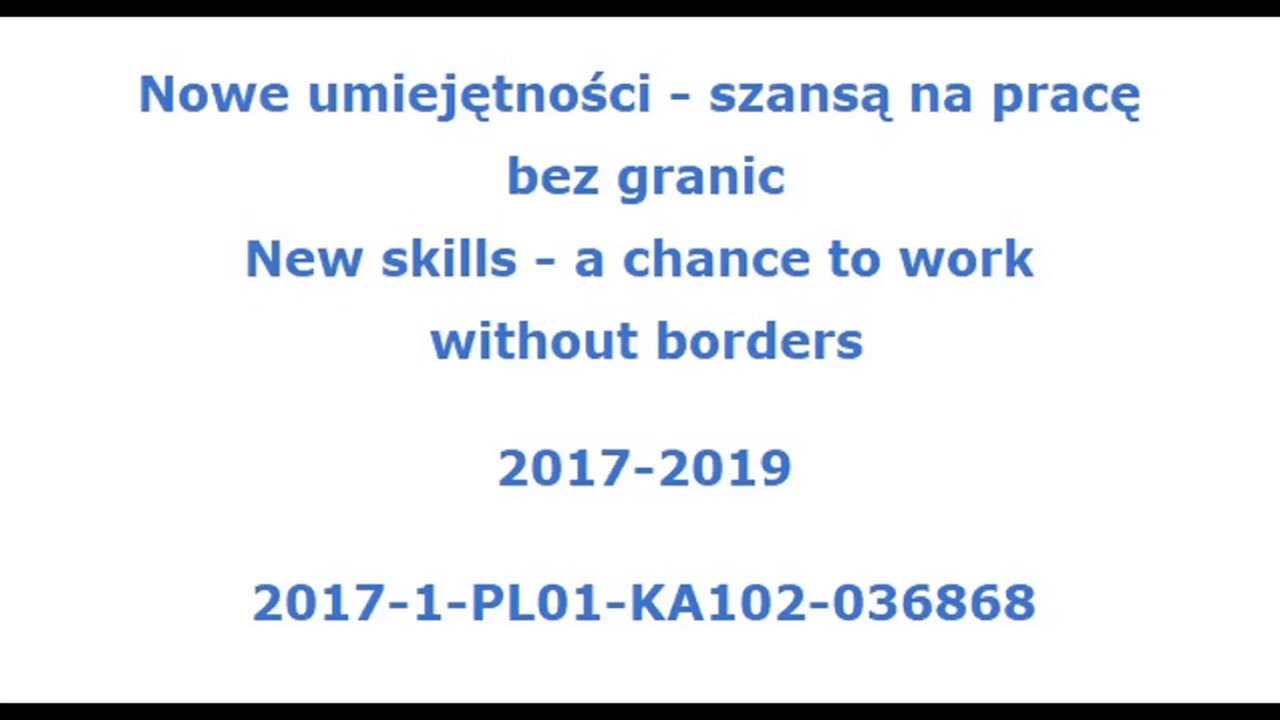 Nowe umiejętności - szansą na pracę
bez granic
New skills - a chance to work
without borders
2017-2019
2017-1-PL01-KA102-036868